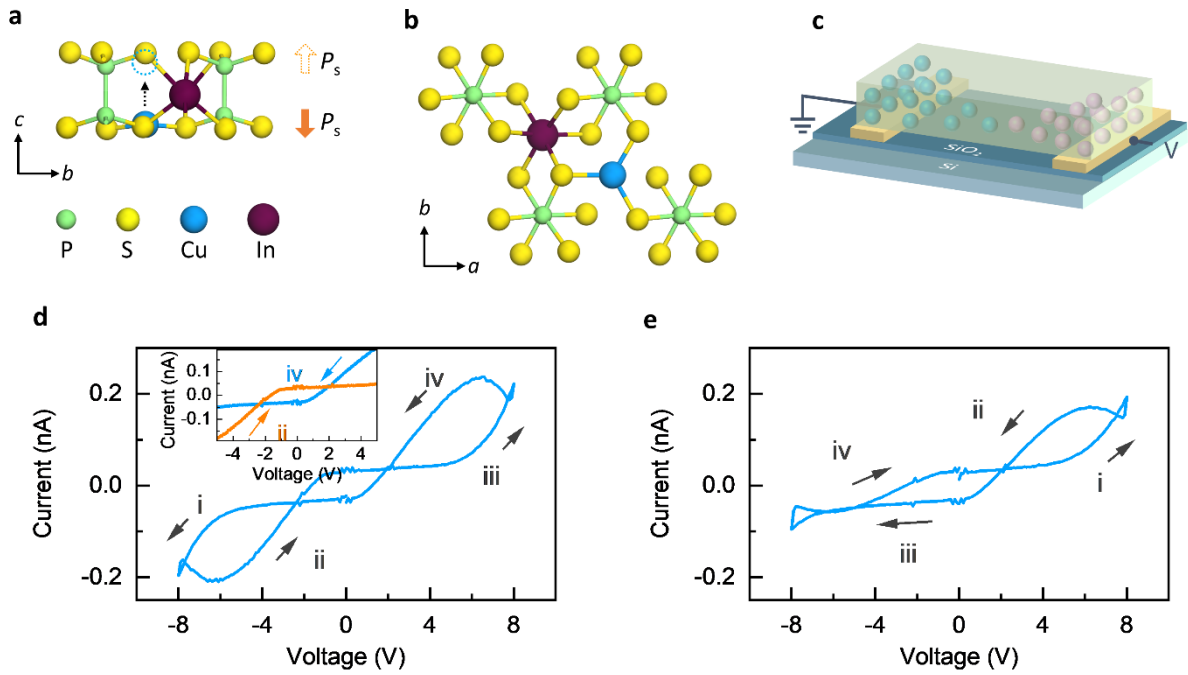 a
P_s
P_s
c
b
P
S
Cu
In
b
b
a
c
SiO₂
Si
V
d
Current (nA)
0.2
0.0
-0.2
-8
-4
0
4
8
Voltage (V)
i
ii
iii
iv
Current (nA)
0.1
0.0
-0.1
-4
-2
0
2
4
Voltage (V)
iv
ii
e
Current (nA)
0.2
0.0
-0.2
-8
-4
0
4
8
Voltage (V)
iv
iii
ii
i